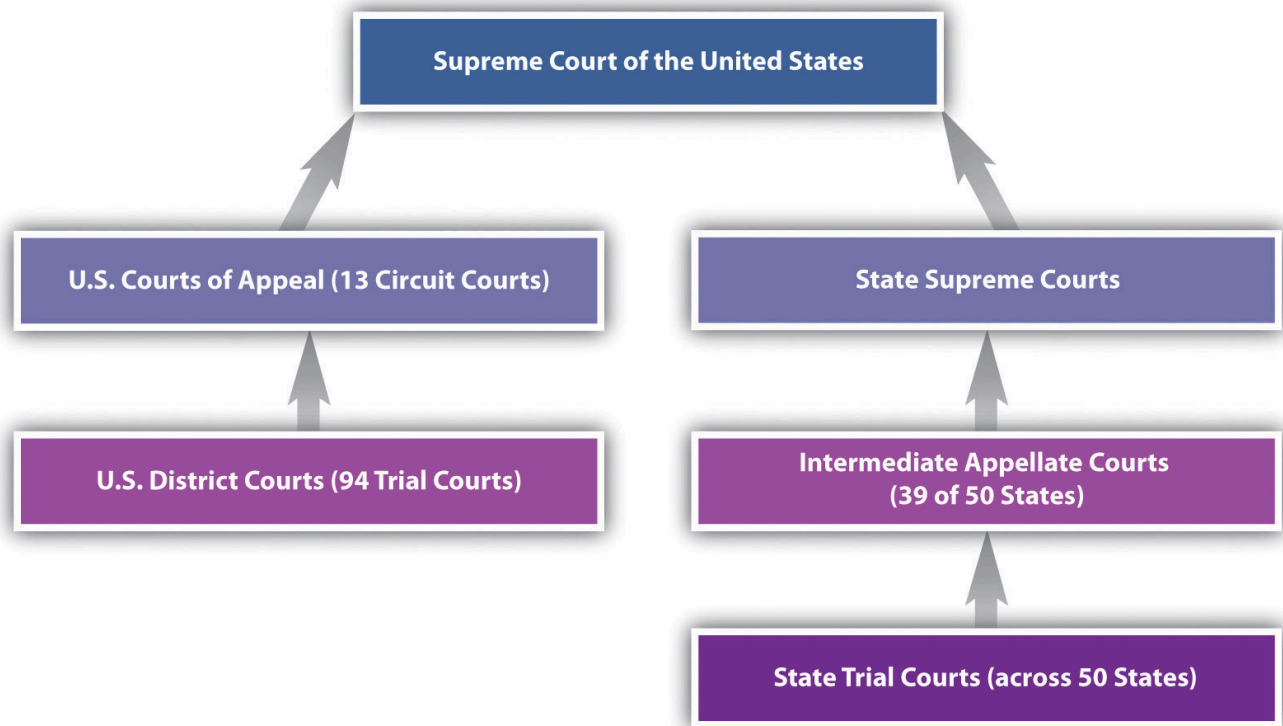 Supreme Court of the United States
U.S. Courts of Appeal (13 Circuit Courts)
State Supreme Courts
U.S. District Courts (94 Trial Courts)
Intermediate Appellate Courts
(39 of 50 States)
State Trial Courts (across 50 States)